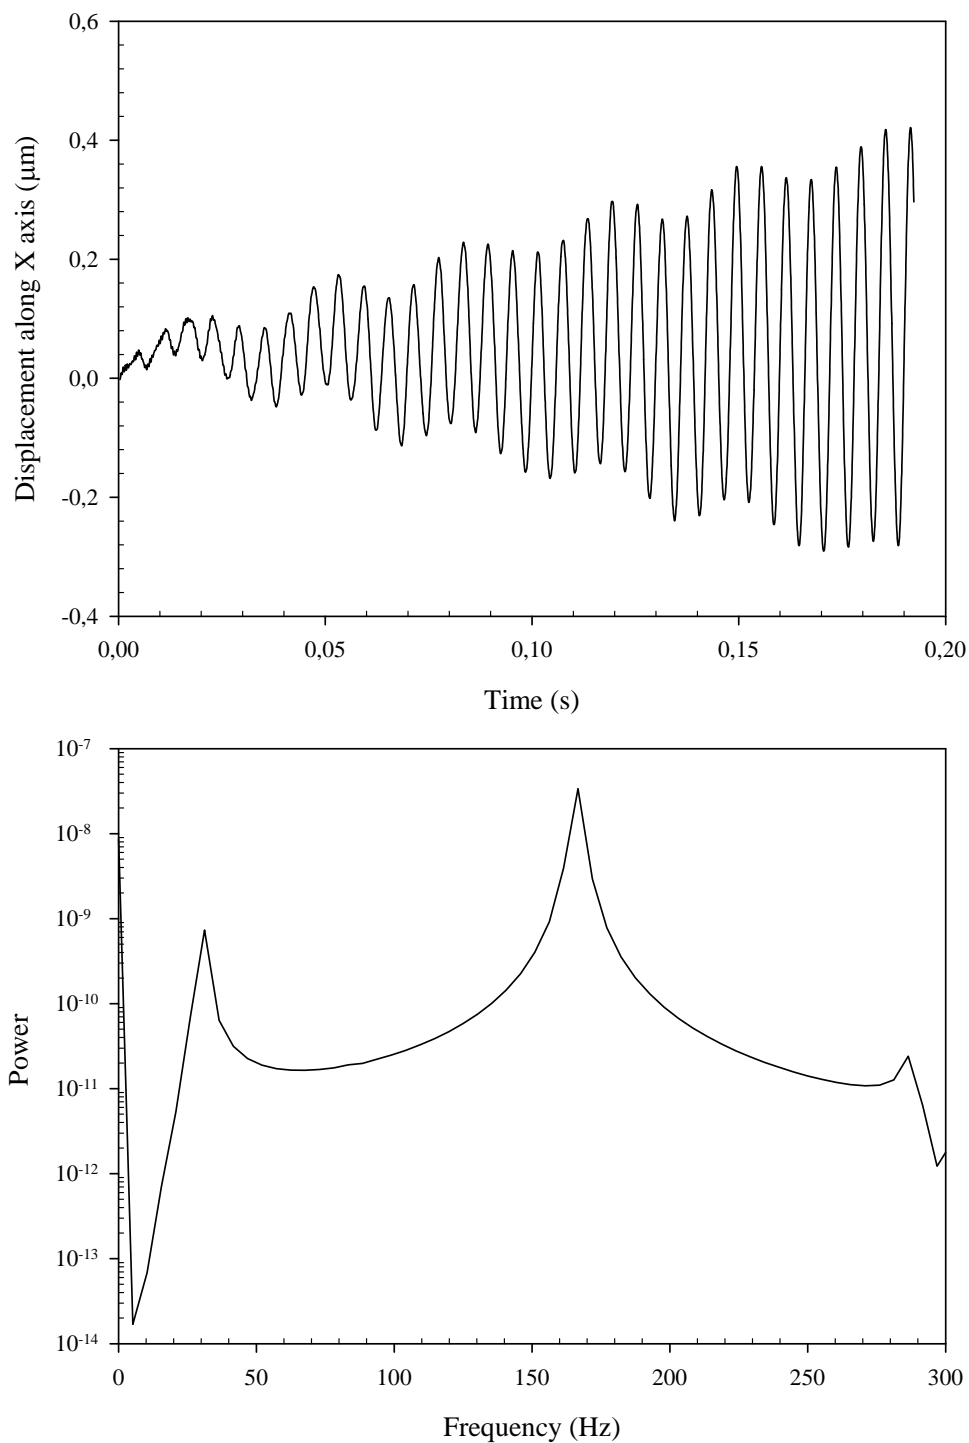 0,6
0,4
0,2
0,0
-0,2
-0,4
Displacement along X axis (μm)
0,00 0,05 0,10 0,15 0,20
Time (s)
10⁻⁷
10⁻⁸
10⁻⁹
10⁻¹⁰
10⁻¹¹
10⁻¹²
10⁻¹³
10⁻¹⁴
Power
0 50 100 150 200 250 300
Frequency (Hz)